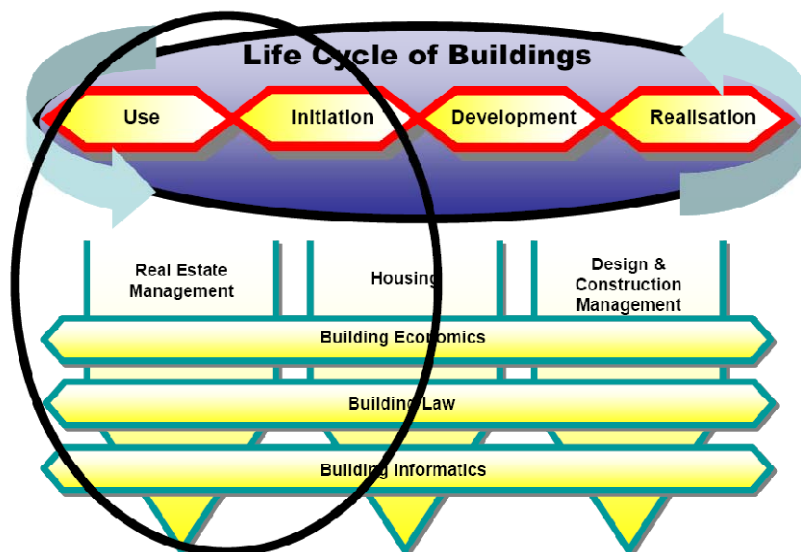 Life Cycle of Buildings
Use
Initiation
Development
Realisation
Real Estate
Management
Housing
Design &
Construction
Management
Building Economics
Building Law
Building Informatics